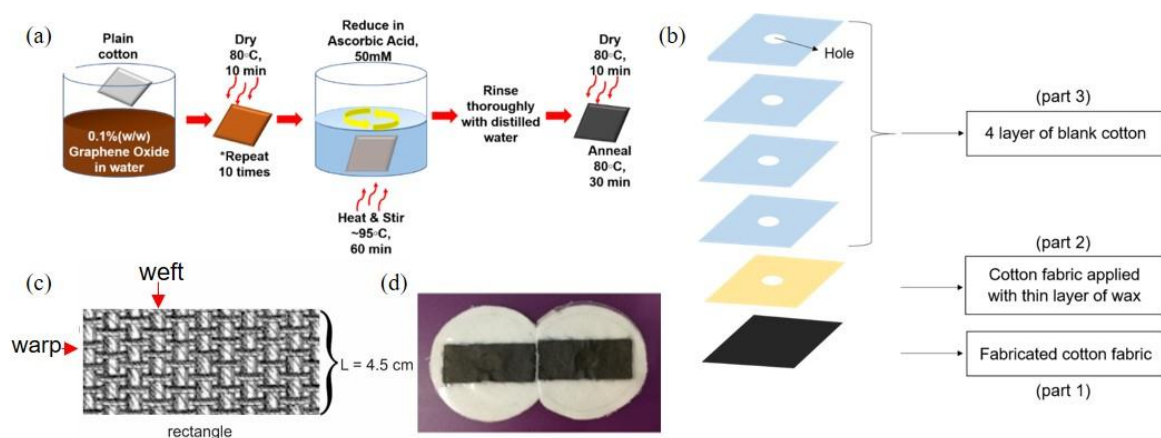 (a)
Plain
cotton
0.1%(w/w)
Graphene Oxide
in water
Dry
80◦C,
10 min
*Repeat
10 times
Reduce in
Ascorbic Acid,
50mM
Heat & Stir
~95◦C,
60 min
Rinse
thoroughly
with distilled
water
Dry
80◦C,
10 min
Anneal
80◦C,
30 min
(b)
Hole
(part 3)
4 layer of blank cotton
(part 2)
Cotton fabric applied
with thin layer of wax
Fabricated cotton fabric
(part 1)
(c)
weft
warp
L = 4.5 cm
rectangle
(d)